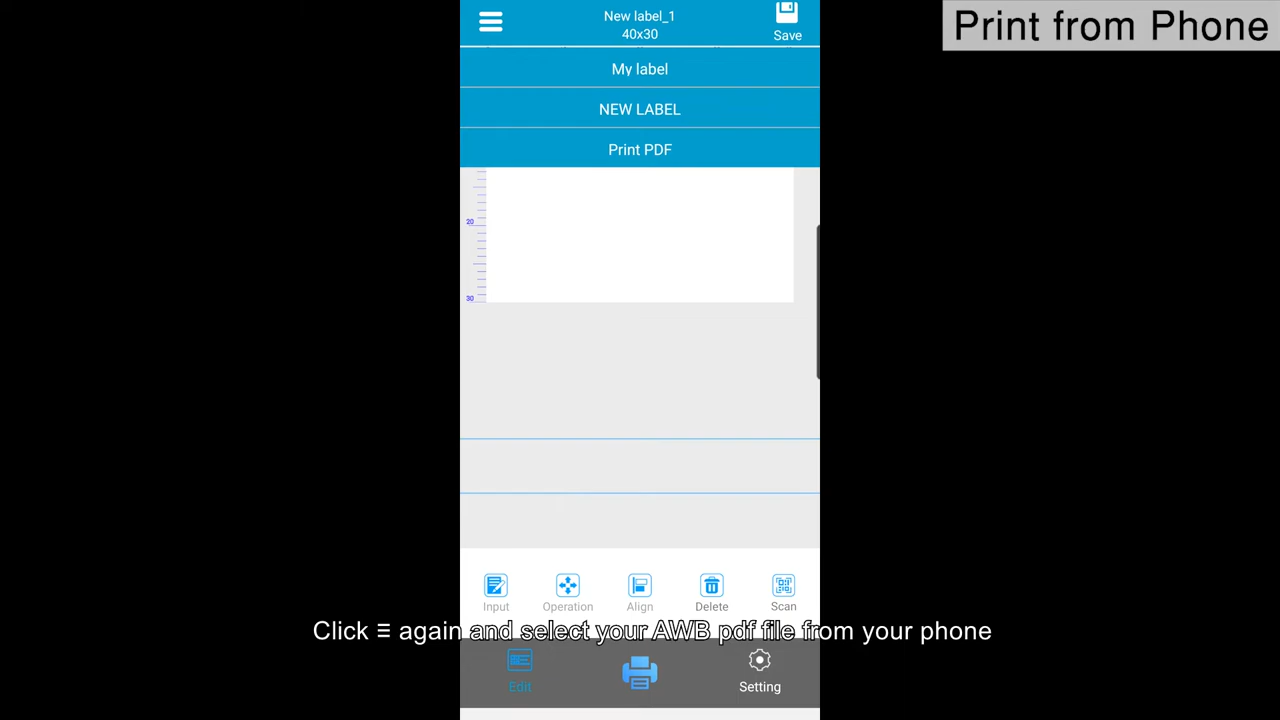 Print from Phone
New label_1
40x30
Save
My label
NEW LABEL
Print PDF
20
30
Input
Operation
Align
Delete
Scan
Click ≡ again and select your AWB pdf file from your phone
Edit
Setting